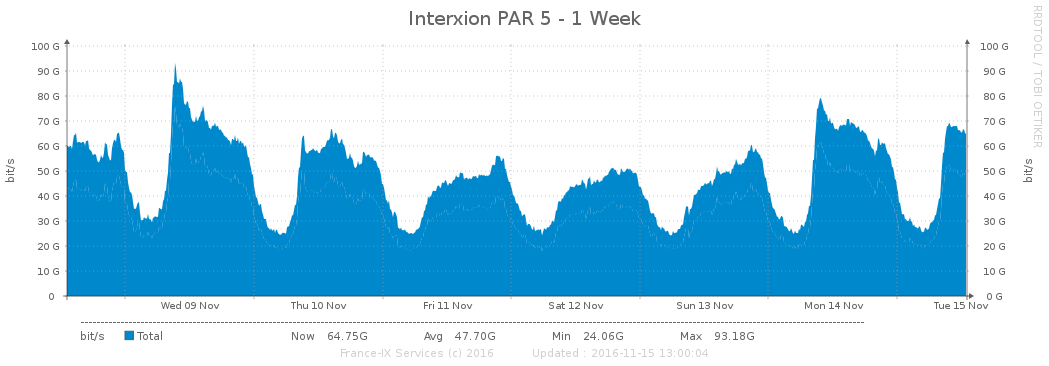 Interxion PAR 5 - 1 Week
RRDTOOL / TOBI OETIKER
100 G 100 G
90 G 90 G
80 G 80 G
70 G 70 G
60 G 60 G
50 G 50 G
40 G 40 G
30 G 30 G
20 G 20 G
10 G 10 G
0 0 G
bit/s bit/s
Wed 09 Nov Thu 10 Nov Fri 11 Nov Sat 12 Nov Sun 13 Nov Mon 14 Nov Tue 15 Nov
bit/s Total Now 64.75G Avg 47.70G Min 24.06G Max 93.18G
France-IX Services (c) 2016 Updated : 2016-11-15 13:00:04